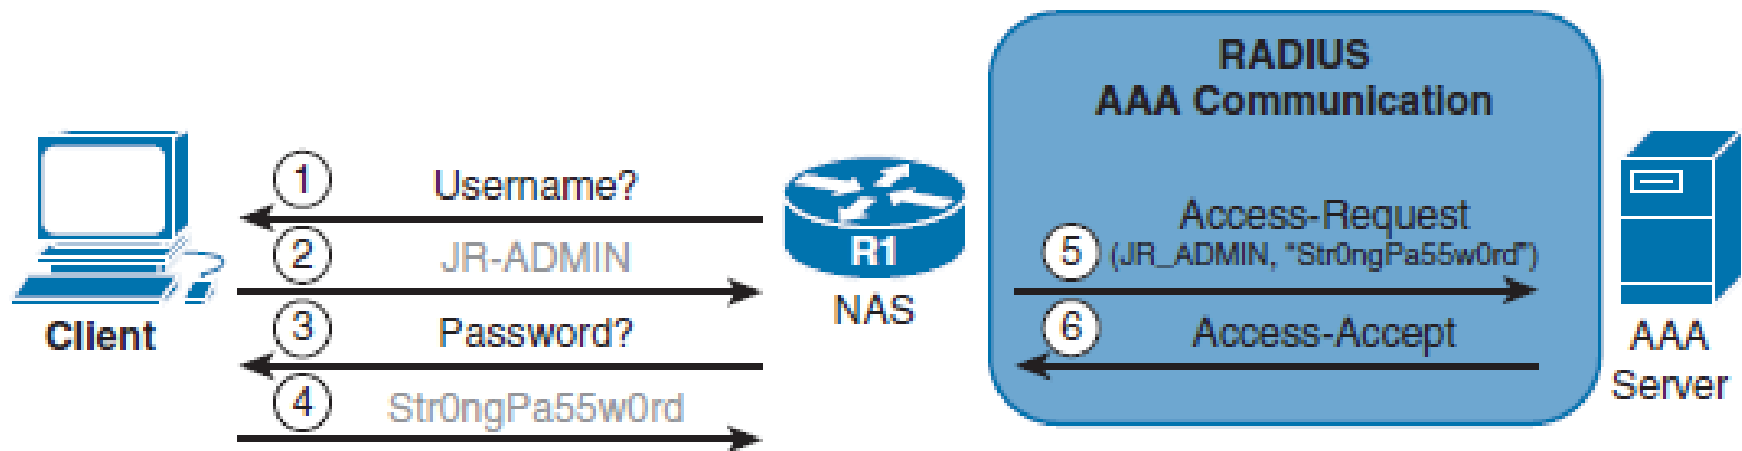 RADIUS
AAA Communication
1
Username?
2
JR-ADMIN
3
Password?
4
Str0ngPa55w0rd
Client
R1
NAS
5
Access-Request
(JR_ADMIN, "Str0ngPa55w0rd")
6
Access-Accept
AAA
Server